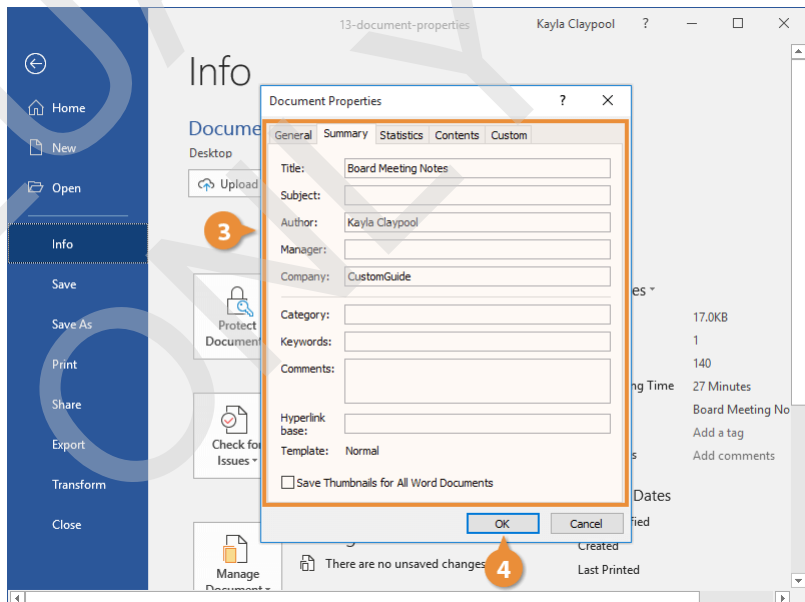 13-document-properties
Kayla Claypool
?
Info
Home
New
Open
Info
Save
Save As
Print
Share
Export
Transform
Close
Docume
Desktop
Upload
Protect
Document
Check for
Issues
Manage
Document
Document Properties
?
General Summary Statistics Contents Custom
Title: Board Meeting Notes
Subject:
Author: Kayla Claypool
Manager:
Company: CustomGuide
Category:
Keywords:
Comments:
Hyperlink
base:
Template: Normal
Save Thumbnails for All Word Documents
OK Cancel
3
4
There are no unsaved changes
es
17.0KB
1
140
ng Time 27 Minutes
Board Meeting No
Add a tag
s Add comments
Dates
fied
Created
Last Printed
ONLY